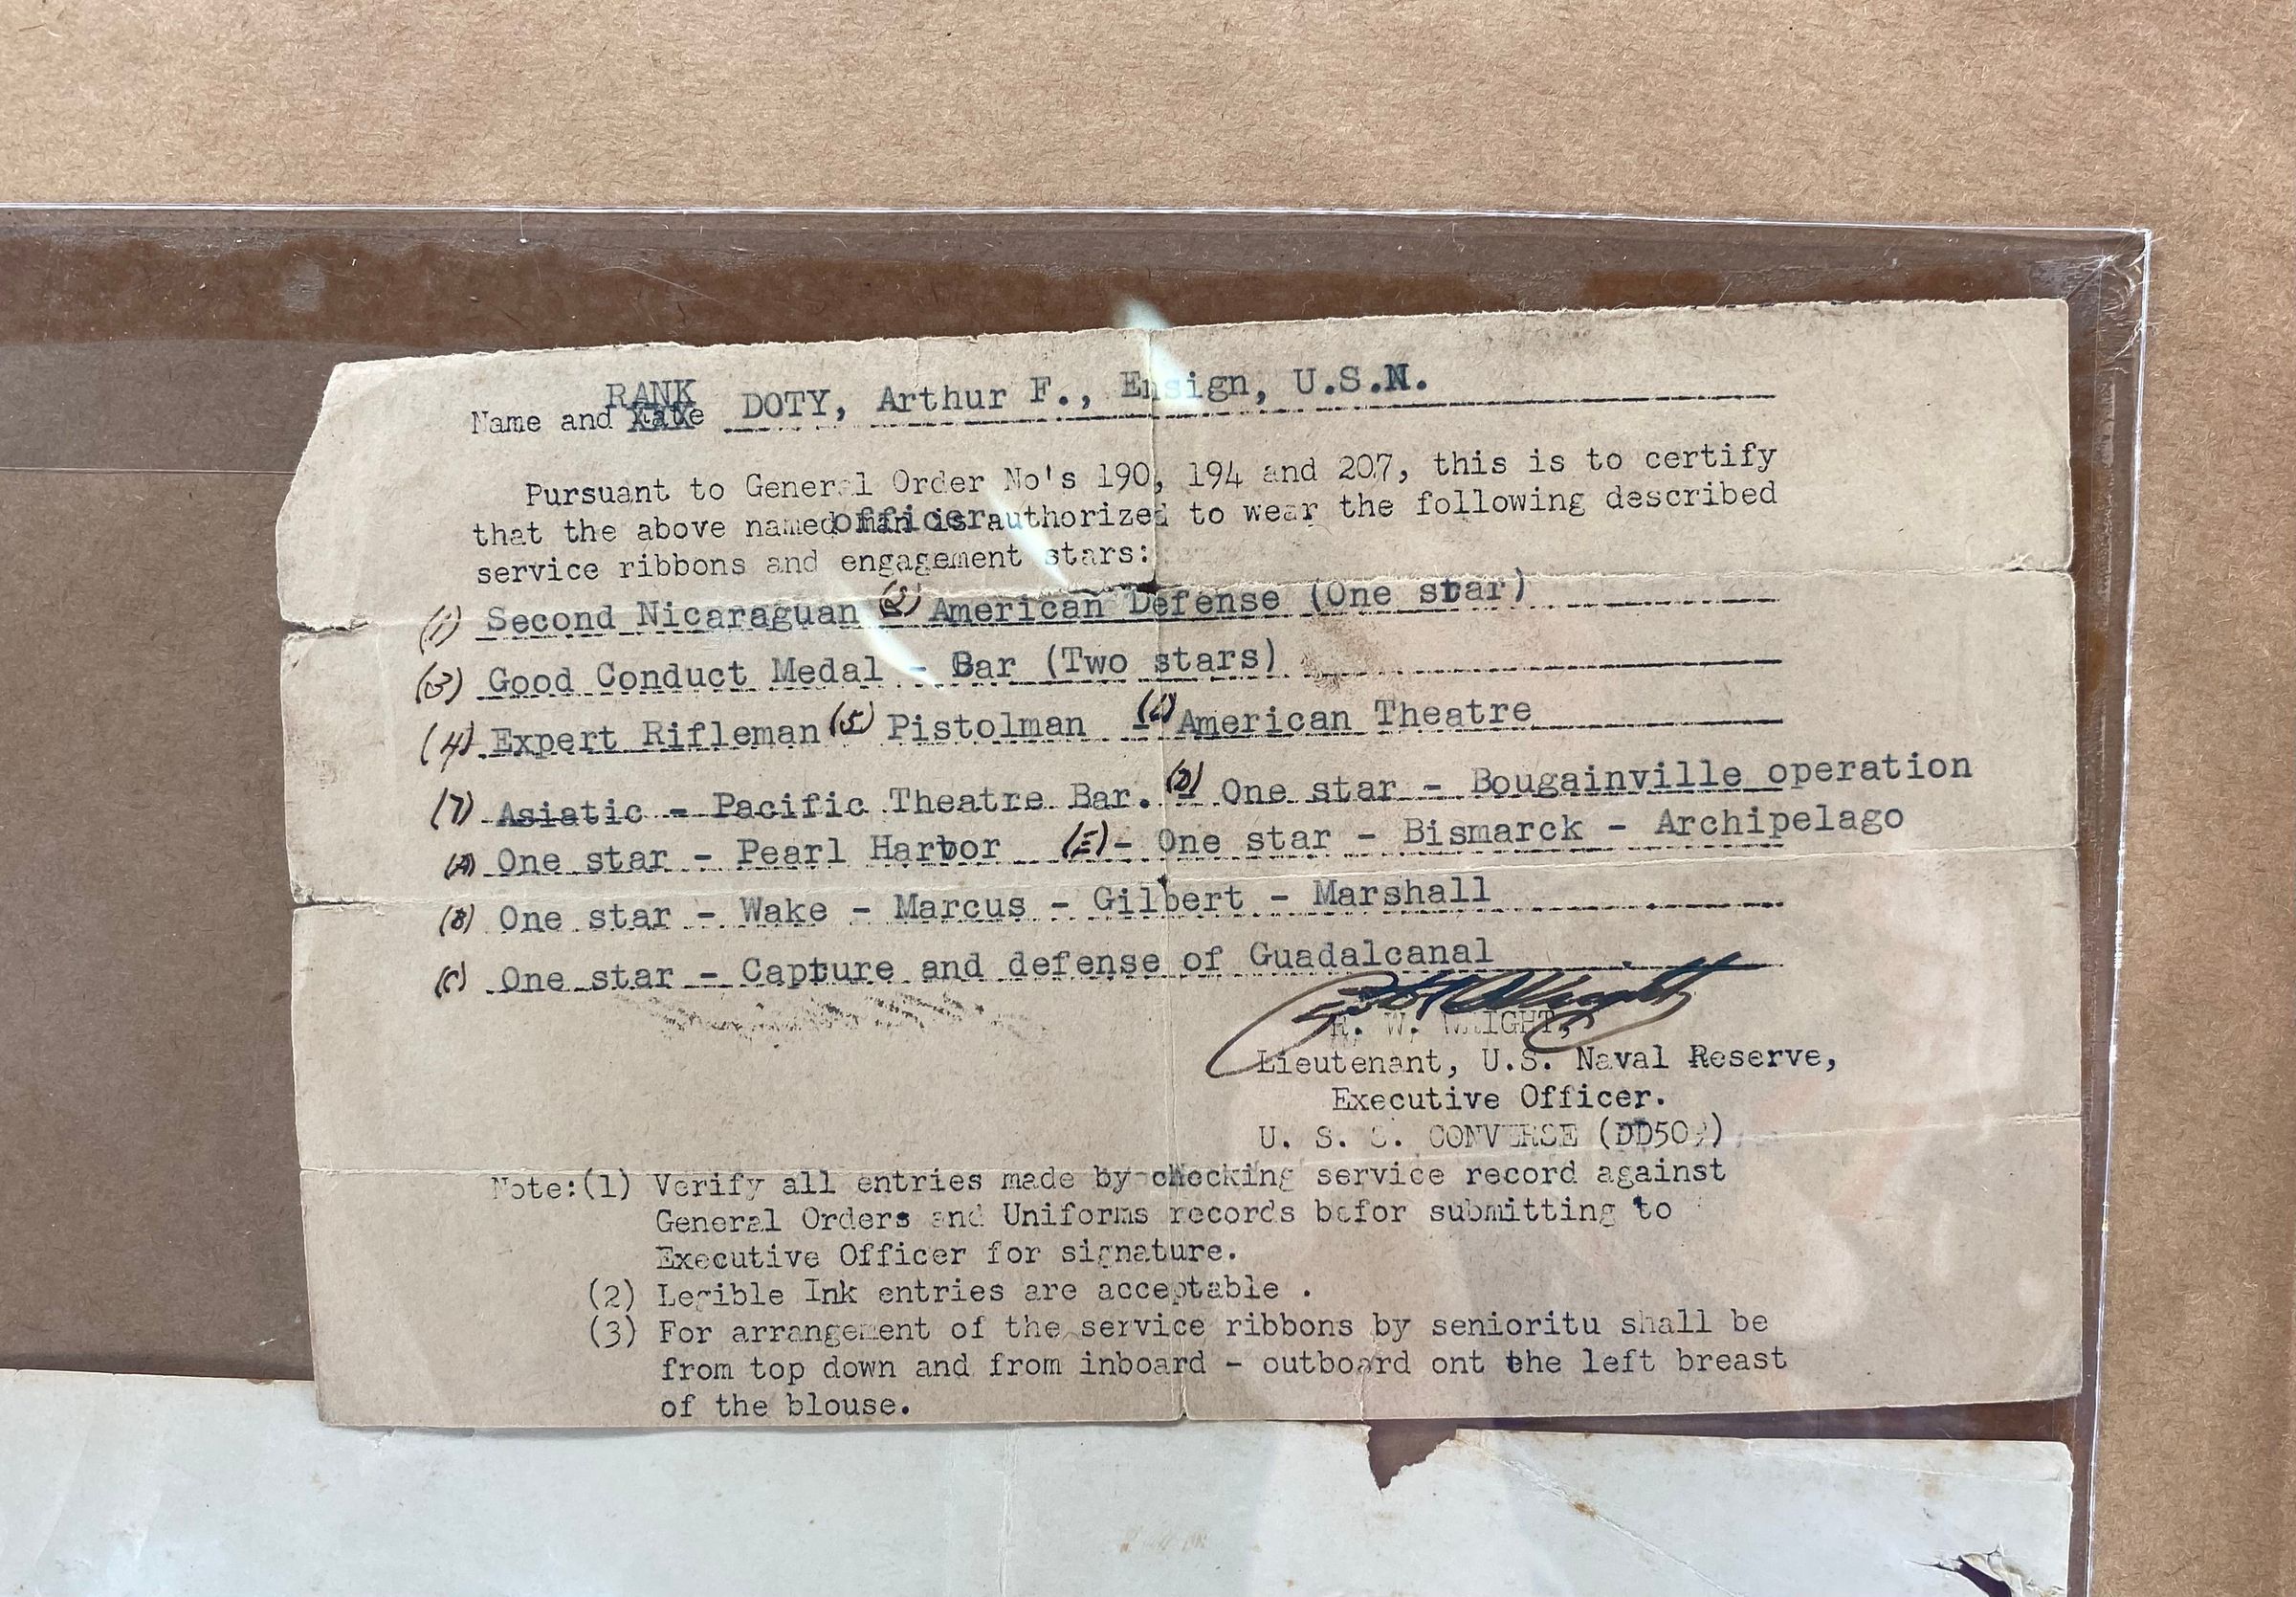 RANK
Name and Rate DOTY, Arthur F., Ensign, U.S.N.
Pursuant to General Order No's 190, 194 and 207, this is to certify
that the above named officer authorized to wear the following described
service ribbons and engagement stars:
(1) Second Nicaraguan (2) American Defense (One star)
(3) Good Conduct Medal - Bar (Two stars)
(4) Expert Rifleman (5) Pistolman (6) American Theatre
(7) Asiatic - Pacific Theatre Bar. (D) One star - Bougainville operation
(A) One star - Pearl Harbor (E) - One star - Bismarck - Archipelago
(B) One star - Wake - Marcus - Gilbert - Marshall
(C) One star - Capture and defense of Guadalcanal
R. W. WRIGHT,
Lieutenant, U.S. Naval Reserve,
Executive Officer.
U. S. S. CONVERSE (DD509)
Note:(1) Verify all entries made by checking service record against
General Orders and Uniforms records befor submitting to
Executive Officer for signature.
(2) Legible Ink entries are acceptable .
(3) For arrangement of the service ribbons by senioritu shall be
from top down and from inboard - outboard ont the left breast
of the blouse.